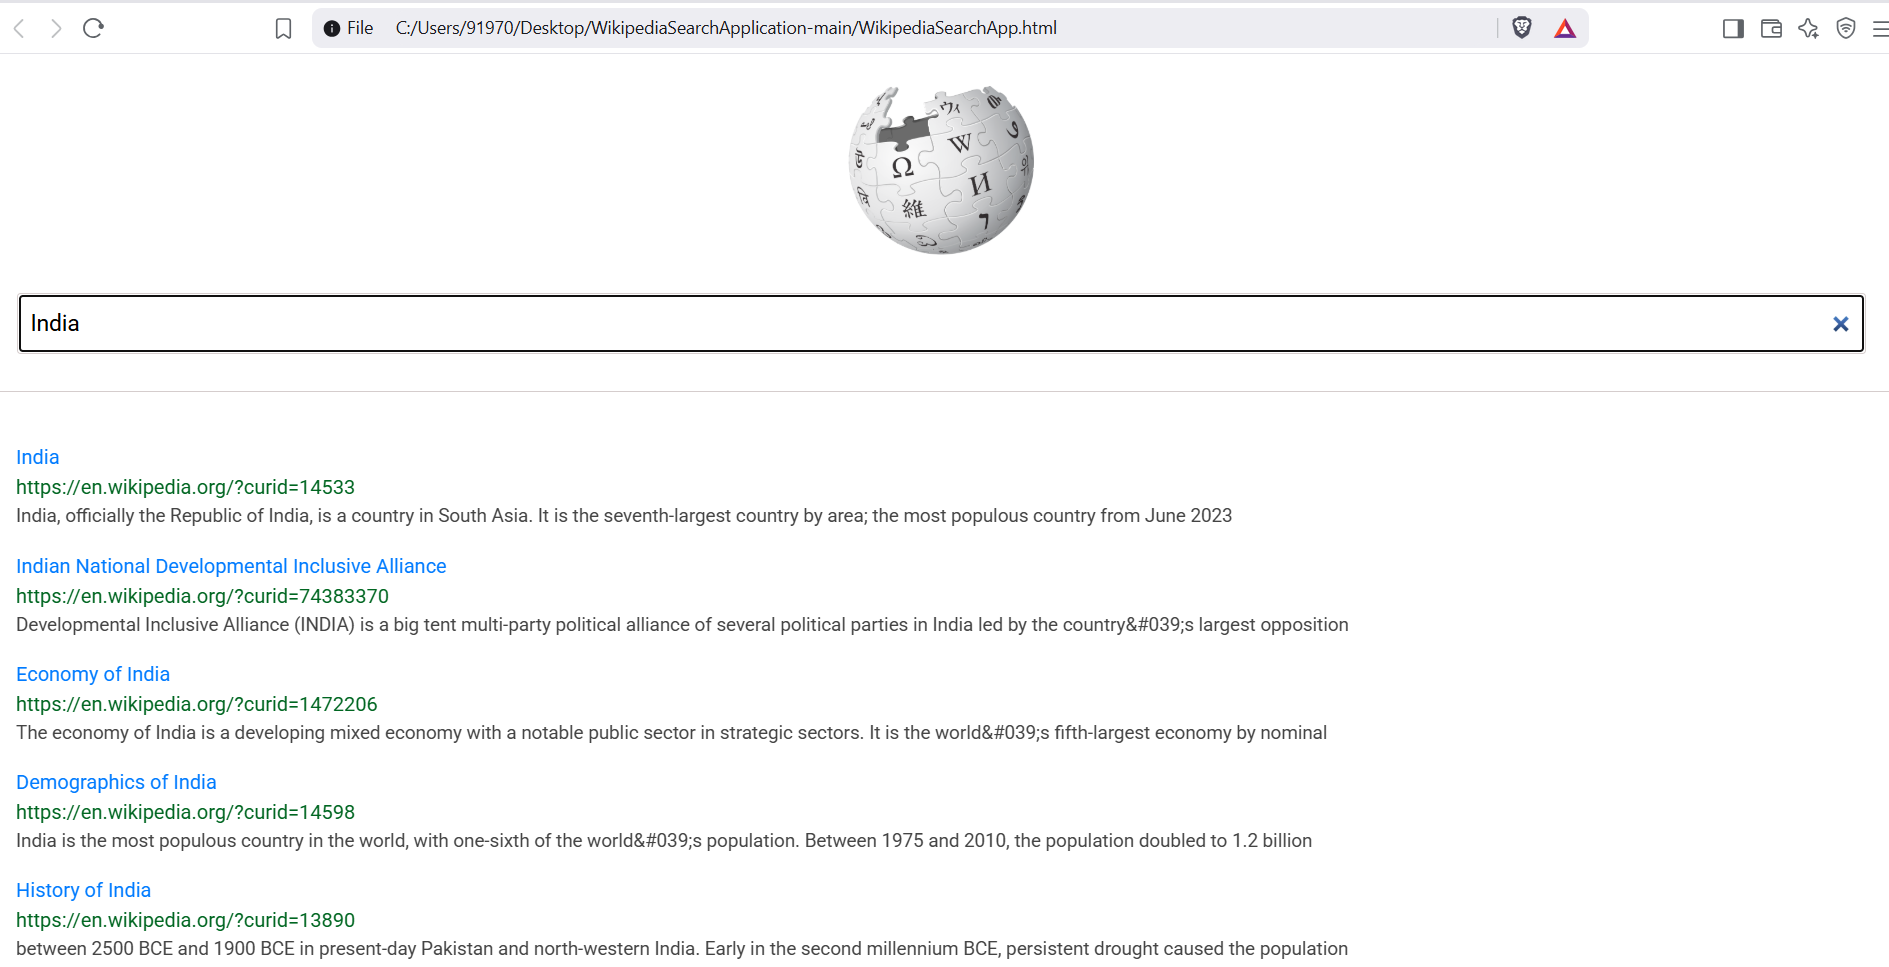 File C:/Users/91970/Desktop/WikipediaSearchApplication-main/WikipediaSearchApp.html
ウィ
W
Ω
И
維
India
India
https://en.wikipedia.org/?curid=14533
India, officially the Republic of India, is a country in South Asia. It is the seventh-largest country by area; the most populous country from June 2023
Indian National Developmental Inclusive Alliance
https://en.wikipedia.org/?curid=74383370
Developmental Inclusive Alliance (INDIA) is a big tent multi-party political alliance of several political parties in India led by the country&#039;s largest opposition
Economy of India
https://en.wikipedia.org/?curid=1472206
The economy of India is a developing mixed economy with a notable public sector in strategic sectors. It is the world&#039;s fifth-largest economy by nominal
Demographics of India
https://en.wikipedia.org/?curid=14598
India is the most populous country in the world, with one-sixth of the world&#039;s population. Between 1975 and 2010, the population doubled to 1.2 billion
History of India
https://en.wikipedia.org/?curid=13890
between 2500 BCE and 1900 BCE in present-day Pakistan and north-western India. Early in the second millennium BCE, persistent drought caused the population